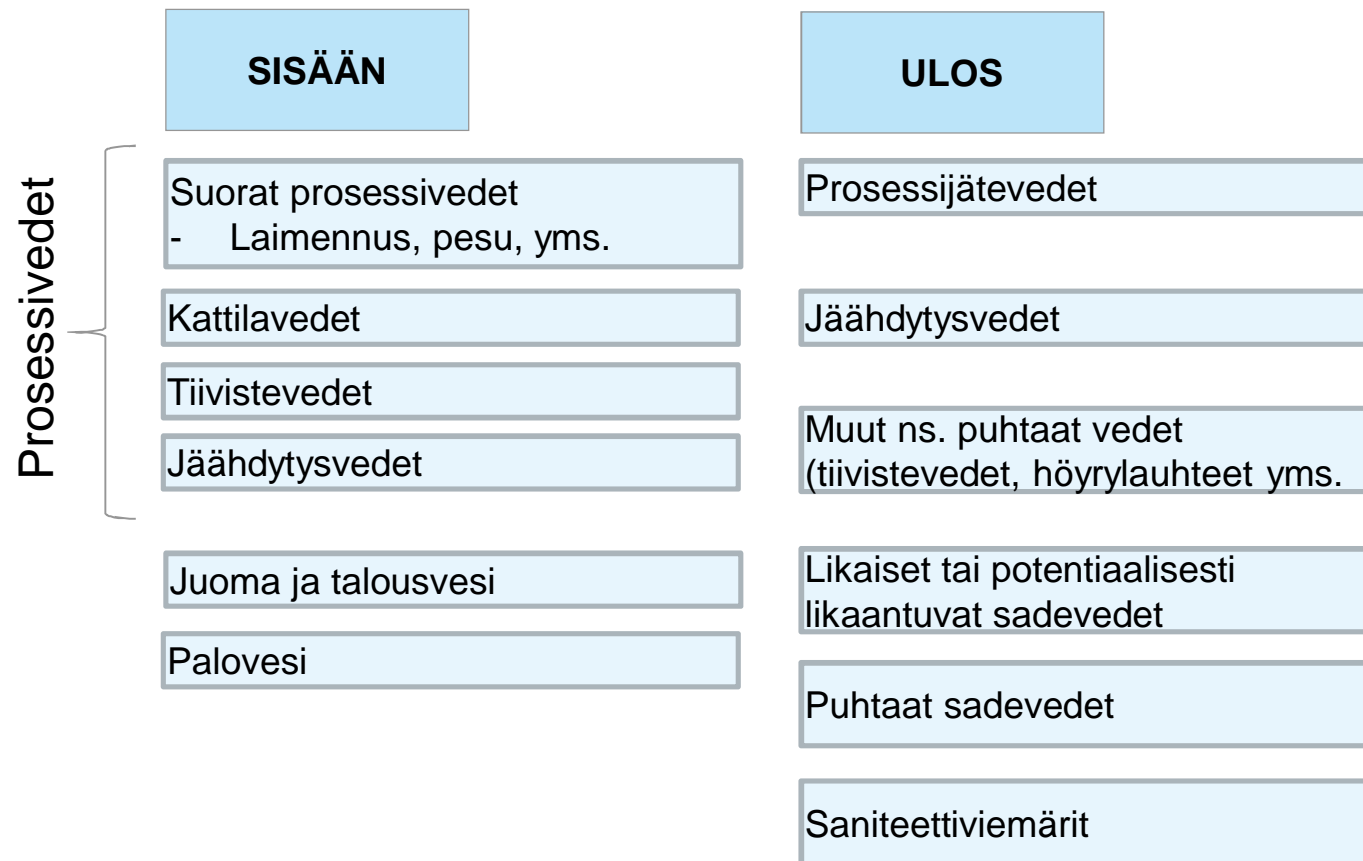 SISÄÄN
ULOS
Prosessivedet
Suorat prosessivedet
- Laimennus, pesu, yms.
Kattilavedet
Tiivistevedet
Jäähdytysvedet
Juoma ja talousvesi
Palovesi
Prosessijätevedet
Jäähdytysvedet
Muut ns. puhtaat vedet
(tiivistevedet, höyrylauhteet yms.
Likaiset tai potentiaalisesti
likaantuvat sadevedet
Puhtaat sadevedet
Saniteettiviemärit